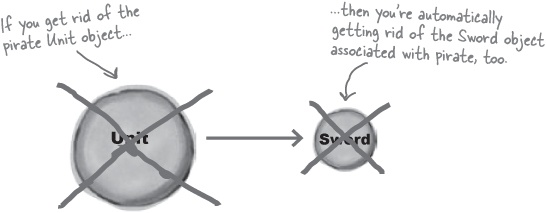 If you get rid of the
pirate Unit object...
...then you're automatically
getting rid of the Sword object
associated with pirate, too.
Unit
Sword